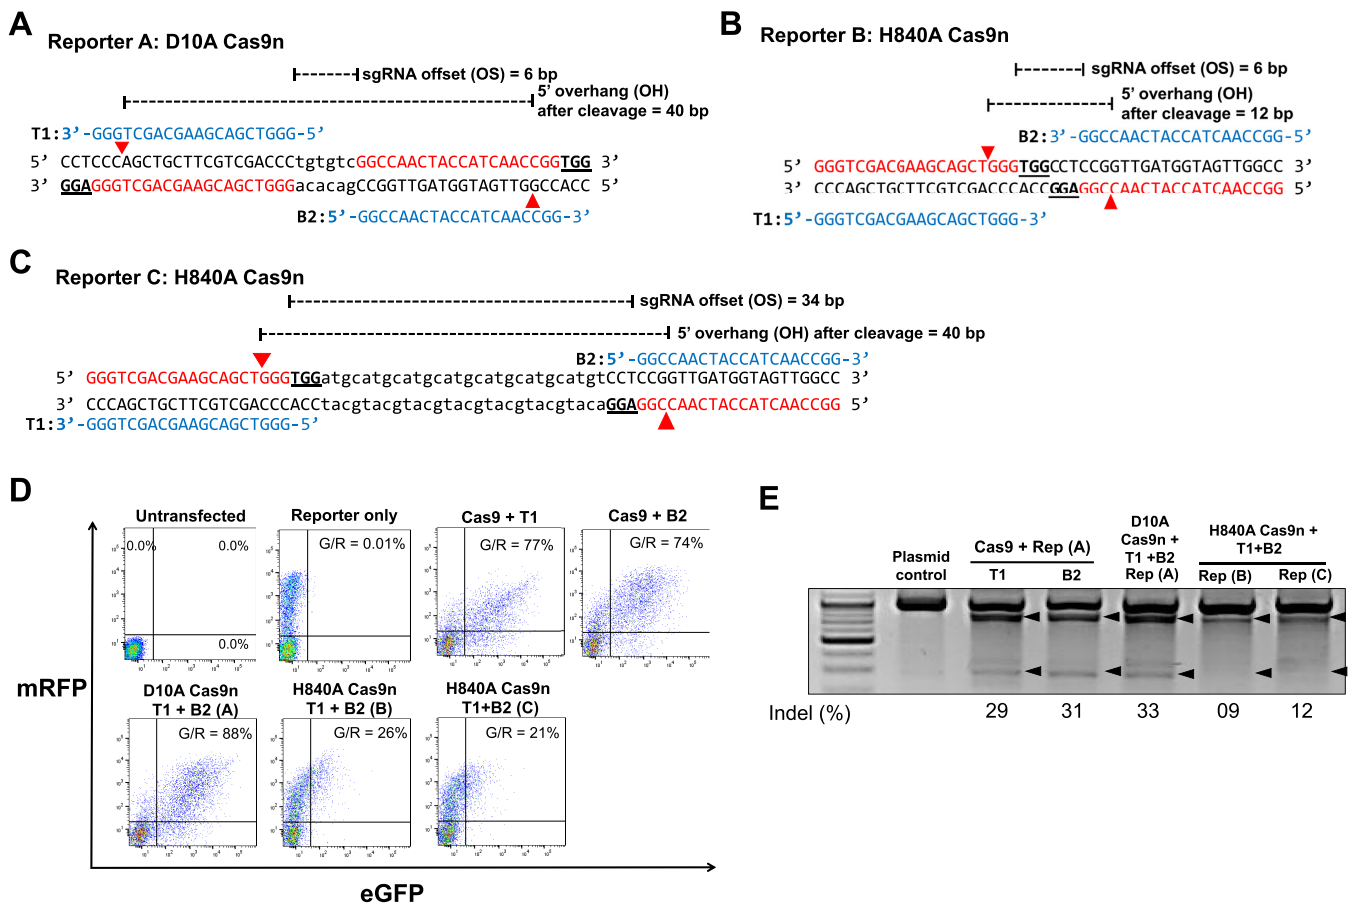 A
Reporter A: D10A Cas9n
sgRNA offset (OS) = 6 bp
5’ overhang (OH)
after cleavage = 40 bp
T1:3’-GGGTCGACGAAGCAGCTGGG-5’
5’ CCTCCCAGCTGCTTCGTCGACCCtgtgtcGGCCAACTACCATCAACCGGTGG 3’
3’ GGAGGGTCGACGAAGCAGCTGGGacacagCCGGTTGATGGTAGTTGGCCACC 5’
B2:5’-GGCCAACTACCATCAACCGG-3’
B
Reporter B: H840A Cas9n
sgRNA offset (OS) = 6 bp
5’ overhang (OH)
after cleavage = 12 bp
B2: 3’-GGCCAACTACCATCAACCGG-5’
5’ GGGTCGACGAAGCAGCTGGGTGGCCTCCGGTTGATGGTAGTTGGCC 3’
3’ CCCAGCTGCTTCGTCGACCCACCGGAGGCCAACTACCATCAACCGG 5’
T1:5’-GGGTCGACGAAGCAGCTGGG-3’
C
Reporter C: H840A Cas9n
sgRNA offset (OS) = 34 bp
5’ overhang (OH) after cleavage = 40 bp
B2:5’-GGCCAACTACCATCAACCGG-3’
5’ GGGTCGACGAAGCAGCTGGGTGGatgcatgcatgcatgcatgcatgcatgtCCTCCGGTTGATGGTAGTTGGCC 3’
3’ CCCAGCTGCTTCGTCGACCCACCtacgtacgtacgtacgtacgtacgtacaGGAGGCCAACTACCATCAACCGG 5’
T1:3’-GGGTCGACGAAGCAGCTGGG-5’
D
Untransfected
0.0%
0.0%
0.0%
Reporter only
G/R = 0.01%
Cas9 + T1
G/R = 77%
Cas9 + B2
G/R = 74%
mRFP
D10A Cas9n
T1 + B2 (A)
G/R = 88%
H840A Cas9n
T1 + B2 (B)
G/R = 26%
H840A Cas9n
T1+B2 (C)
G/R = 21%
eGFP
E
Plasmid
control
Cas9 + Rep (A)
T1 B2
D10A
Cas9n +
T1 +B2
Rep (A)
H840A Cas9n +
T1+B2
Rep (B) Rep (C)
Indel (%) 29 31 33 09 12